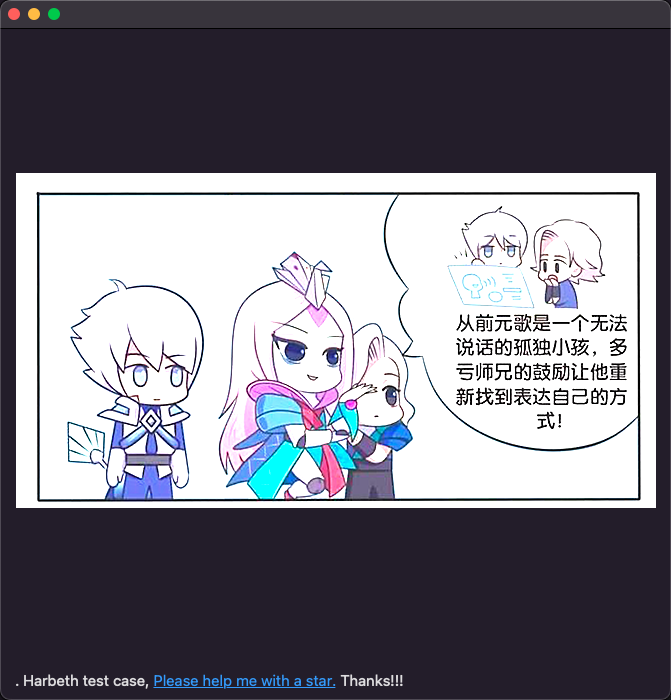 从前元歌是一个无法
说话的孤独小孩，多
亏师兄的鼓励让他重
新找到表达自己的方
式！
. Harbeth test case, Please help me with a star. Thanks!!!